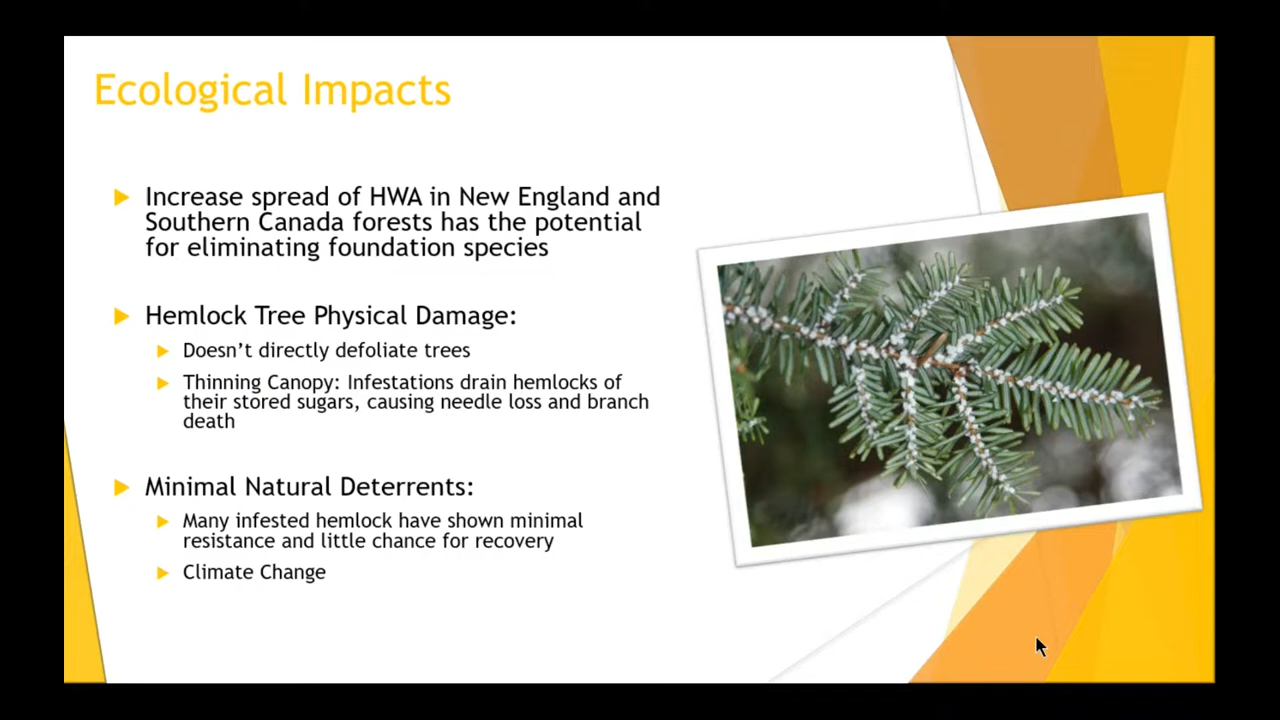 Ecological Impacts
Increase spread of HWA in New England and
Southern Canada forests has the potential
for eliminating foundation species
Hemlock Tree Physical Damage:
Doesn’t directly defoliate trees
Thinning Canopy: Infestations drain hemlocks of
their stored sugars, causing needle loss and branch
death
Minimal Natural Deterrents:
Many infested hemlock have shown minimal
resistance and little chance for recovery
Climate Change